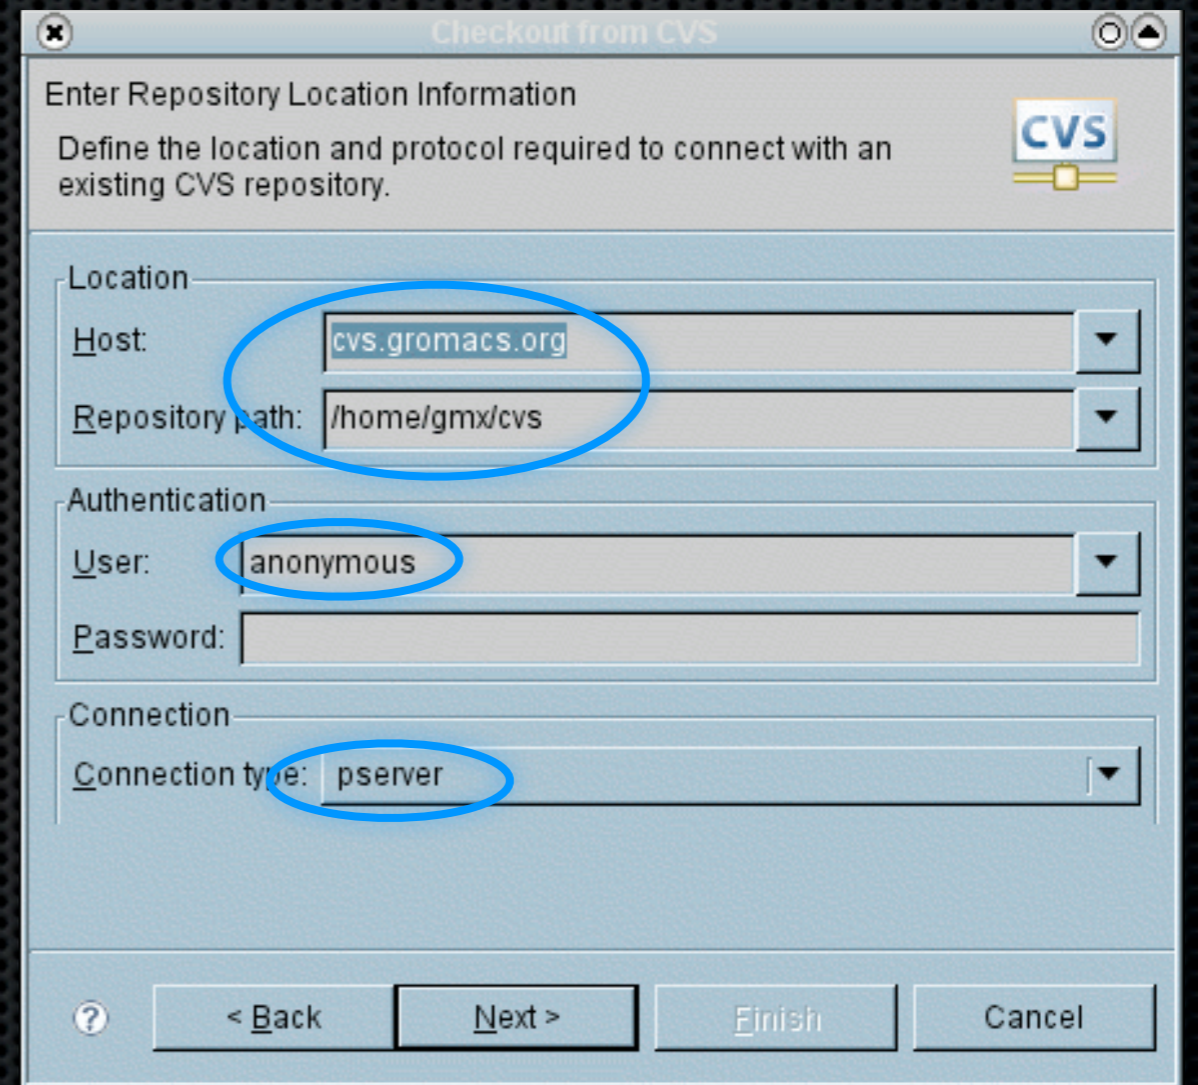 Checkout from CVS
Enter Repository Location Information
Define the location and protocol required to connect with an
existing CVS repository.
CVS
Location
Host: cvs.gromacs.org
Repository path: /home/gmx/cvs
Authentication
User: anonymous
Password:
Connection
Connection type: pserver
? < Back Next > Finish Cancel